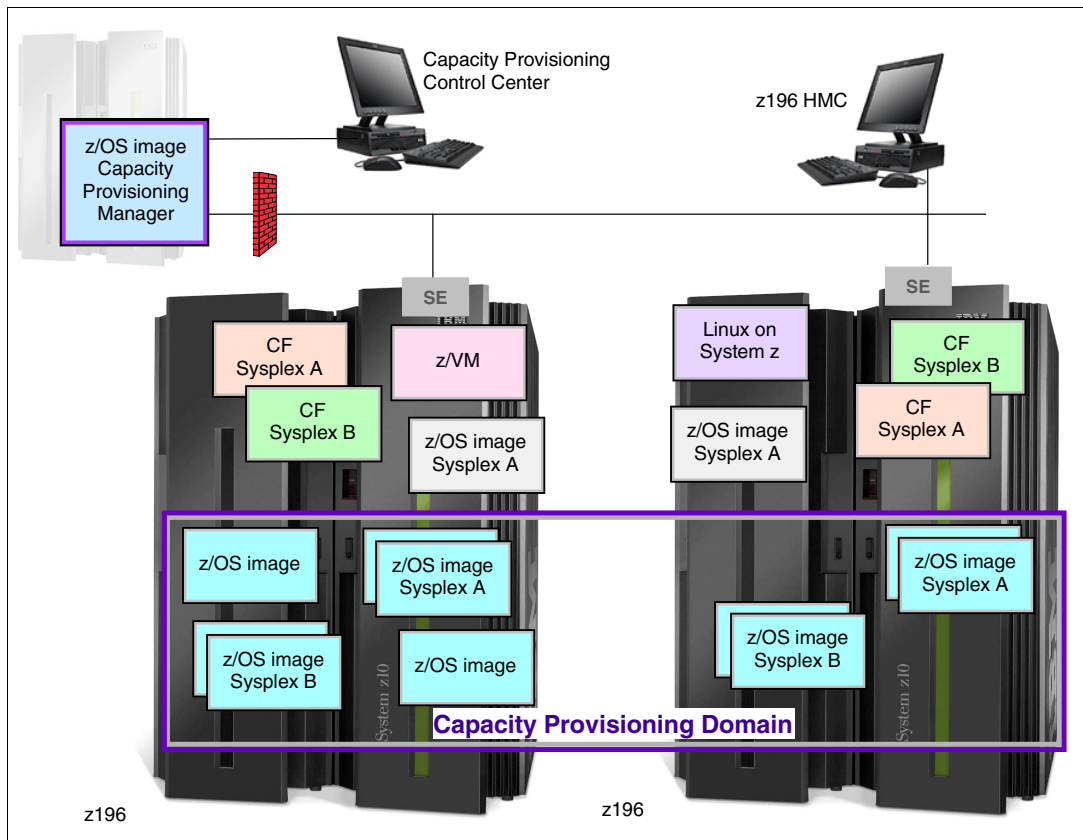 Capacity Provisioning
Control Center
z196 HMC
z/OS image
Capacity
Provisioning
Manager
SE
SE
CF
Sysplex A
z/VM
CF
Sysplex B
z/OS image
Sysplex A
Linux on
System z
CF
Sysplex B
z/OS image
Sysplex A
CF
Sysplex A
z/OS image
z/OS image
Sysplex A
z/OS image
Sysplex B
z/OS image
z/OS image
Sysplex A
z/OS image
Sysplex B
System z10
System z10
Capacity Provisioning Domain
z196
z196